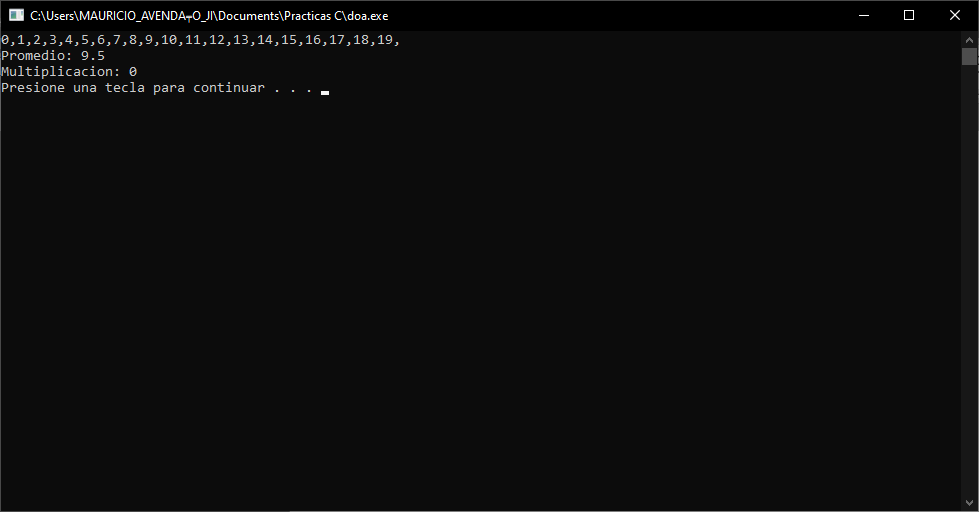 C:\Users\MAURICIO_AVENDA┬O_JI\Documents\Practicas C\doa.exe
0,1,2,3,4,5,6,7,8,9,10,11,12,13,14,15,16,17,18,19,
Promedio: 9.5
Multiplicacion: 0
Presione una tecla para continuar . . .